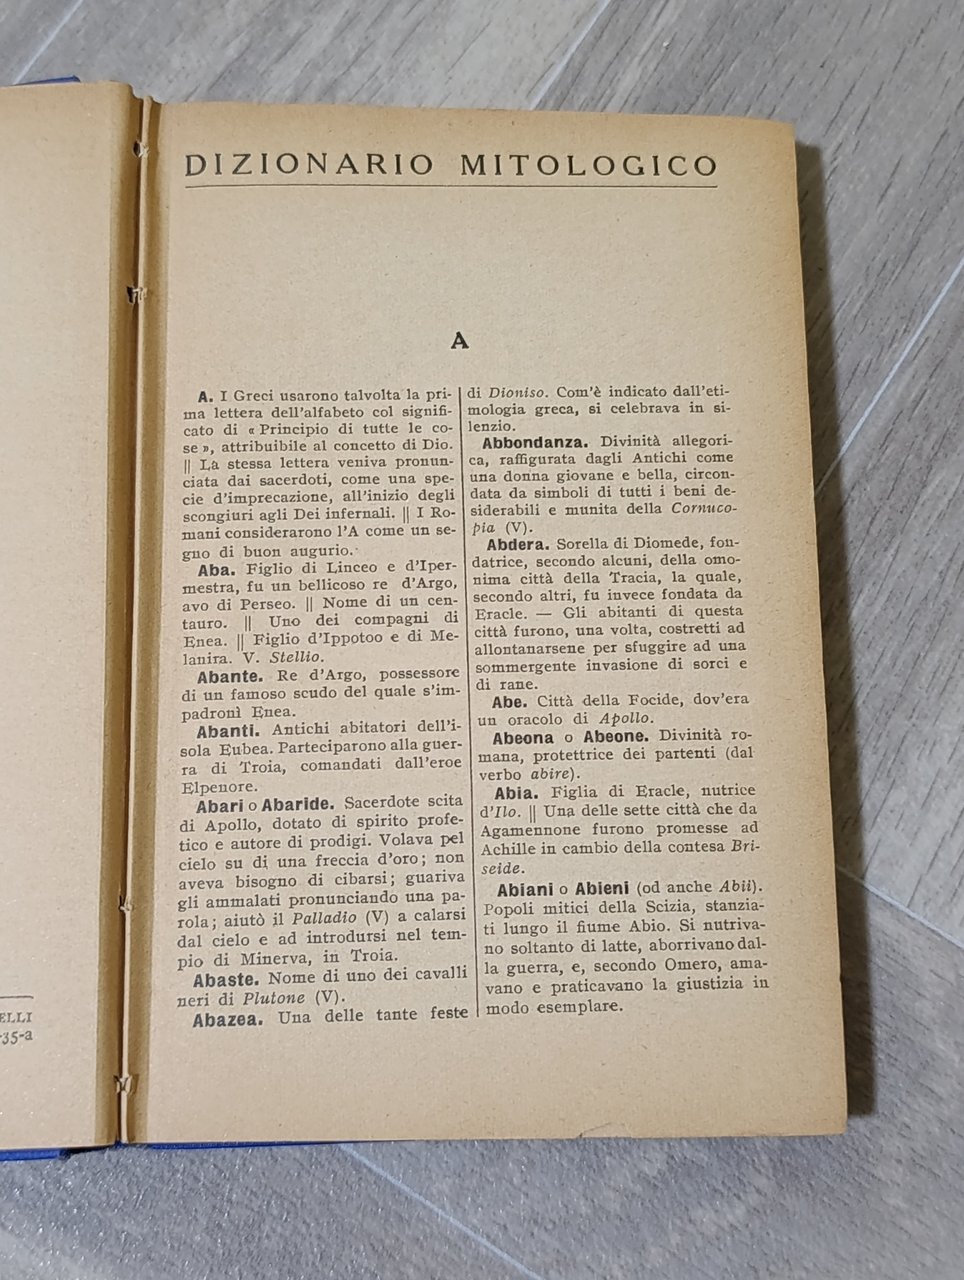 DIZIONARIO MITOLOGICO
A
A. I Greci usarono talvolta la pri-
ma lettera dell'alfabeto col signifi-
cato di « Principio di tutte le co-
se », attribuibile al concetto di Dio.
|| La stessa lettera veniva pronun-
ciata dai sacerdoti, come una spe-
cie d'imprecazione, all'inizio degli
scongiuri agli Dei infernali. || I Ro-
mani considerarono l'A come un se-
gno di buon augurio.
Aba. Figlio di Linceo e d'Iper-
mestra, fu un bellicoso re d'Argo,
avo di Perseo. || Nome di un cen-
tauro. || Uno dei compagni di
Enea. || Figlio d'Ippotoo e di Me-
lanira. V. Stellio.
Abante. Re d'Argo, possessore
di un famoso scudo del quale s'im-
padronì Enea.
Abanti. Antichi abitatori dell'i-
sola Eubea. Parteciparono alla guer-
ra di Troia, comandati dall'eroe
Elpenore.
Abari o Abaride. Sacerdote scita
di Apollo, dotato di spirito profe-
tico e autore di prodigi. Volava pel
cielo su di una freccia d'oro; non
aveva bisogno di cibarsi; guariva
gli ammalati pronunciando una pa-
rola; aiutò il Palladio (V) a calarsi
dal cielo e ad introdursi nel tem-
pio di Minerva, in Troia.
Abaste. Nome di uno dei cavalli
neri di Plutone (V).
Abazea. Una delle tante feste
di Dioniso. Com'è indicato dall'eti-
mologia greca, si celebrava in si-
lenzio.
Abbondanza. Divinità allegori-
ca, raffigurata dagli Antichi come
una donna giovane e bella, circon-
data da simboli di tutti i beni de-
siderabili e munita della Cornuco-
pia (V).
Abdera. Sorella di Diomede, fon-
datrice, secondo alcuni, della omo-
nima città della Tracia, la quale,
secondo altri, fu invece fondata da
Eracle. — Gli abitanti di questa
città furono, una volta, costretti ad
allontanarsene per sfuggire ad una
sommergente invasione di sorci e
di rane.
Abe. Città della Focide, dov'era
un oracolo di Apollo.
Abeona o Abeone. Divinità ro-
mana, protettrice dei partenti (dal
verbo abire).
Abia. Figlia di Eracle, nutrice
d'Ilo. || Una delle sette città che da
Agamennone furono promesse ad
Achille in cambio della contesa Bri-
seide.
Abiani o Abieni (od anche Abii).
Popoli mitici della Scizia, stanzia-
ti lungo il fiume Abio. Si nutriva-
no soltanto di latte, aborrivano dal-
la guerra, e, secondo Omero, ama-
vano e praticavano la giustizia in
modo esemplare.
ELLI
-35-a